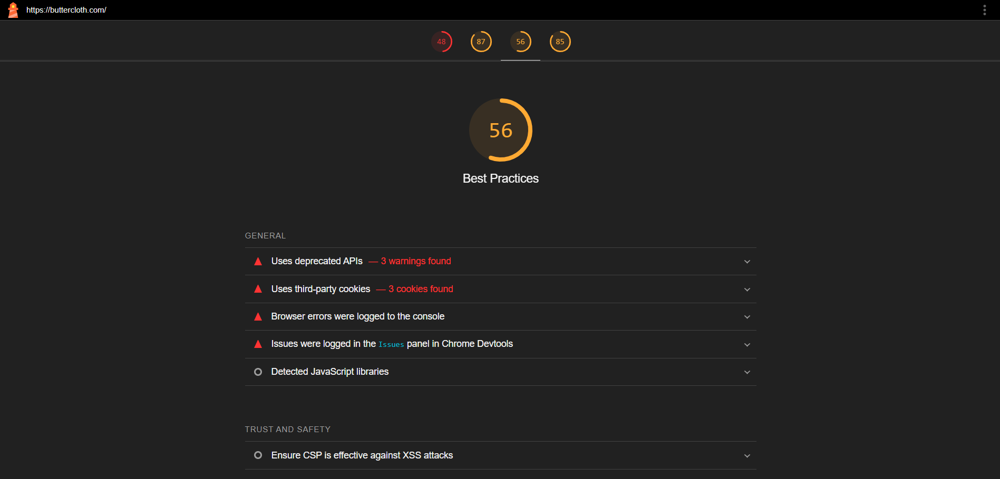 https://buttercloth.com/
48 87 56 85
56
Best Practices
GENERAL
Uses deprecated APIs — 3 warnings found
Uses third-party cookies — 3 cookies found
Browser errors were logged to the console
Issues were logged in the Issues panel in Chrome Devtools
Detected JavaScript libraries
TRUST AND SAFETY
Ensure CSP is effective against XSS attacks